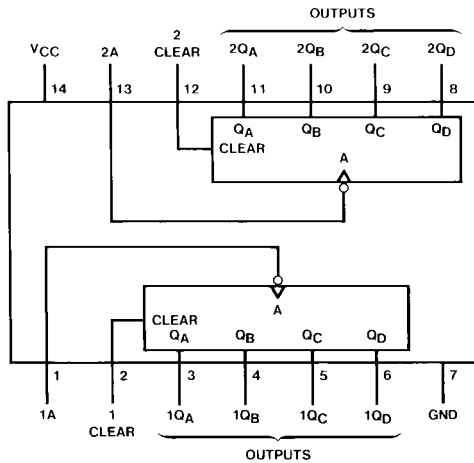 OUTPUTS
2
VCC 2A CLEAR 2QA 2QB 2QC 2QD
14 13 12 11 10 9 8
QA QB QC QD
CLEAR
A
A
CLEAR
QA QB QC QD
1 2 3 4 5 6 7
1A 1 1QA 1QB 1QC 1QD GND
CLEAR
OUTPUTS